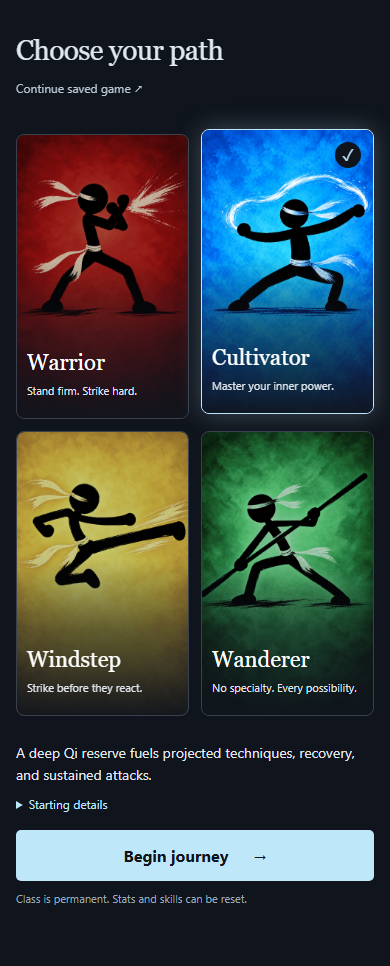 Choose your path
Continue saved game ↗
Warrior
Stand firm. Strike hard.
Cultivator
Master your inner power.
Windstep
Strike before they react.
Wanderer
No specialty. Every possibility.
A deep Qi reserve fuels projected techniques, recovery,
and sustained attacks.
▶ Starting details
Begin journey →
Class is permanent. Stats and skills can be reset.